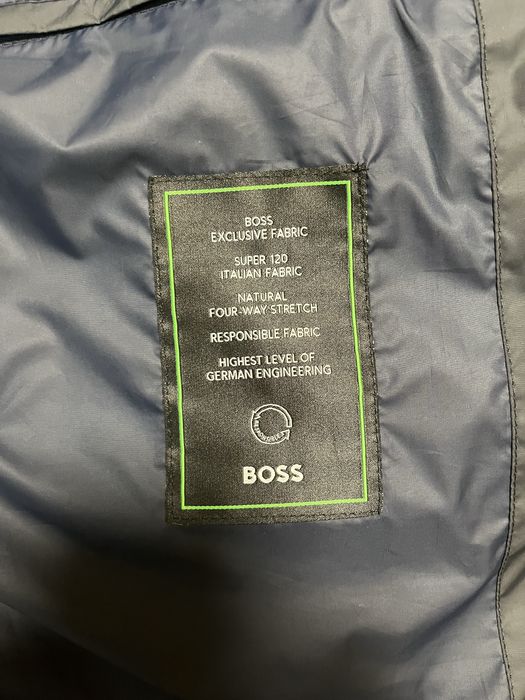 BOSS
EXCLUSIVE FABRIC
SUPER 120
ITALIAN FABRIC
NATURAL
FOUR-WAY STRETCH
RESPONSIBLE FABRIC
HIGHEST LEVEL OF
GERMAN ENGINEERING
RESPONSIBLE
BOSS